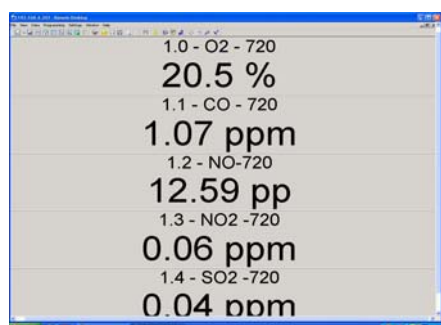 1.0 - O2 - 720
20.5 %
1.1 - CO - 720
1.07 ppm
1.2 - NO-720
12.59 pp
1.3 - NO2 -720
0.06 ppm
1.4 - SO2 -720
0.04 ppm